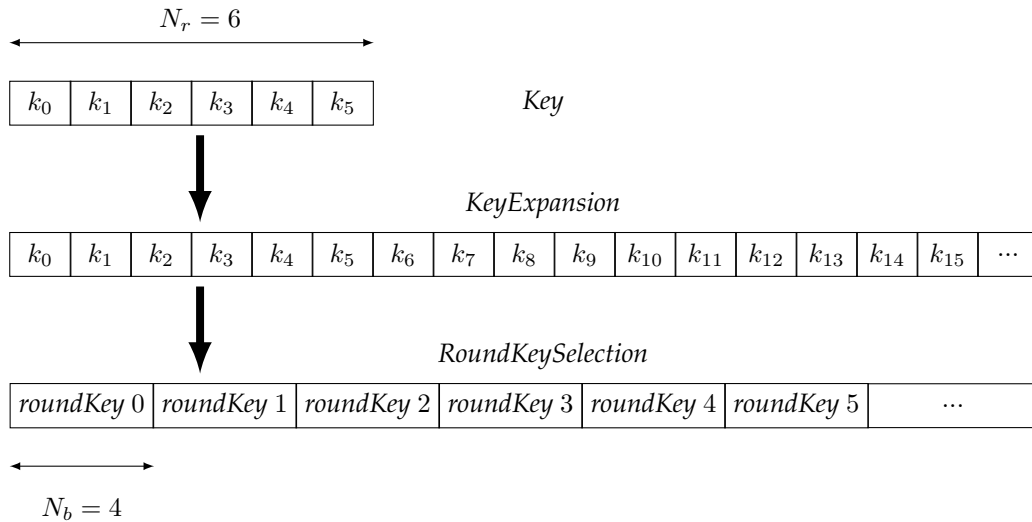 N_r = 6
k_0 k_1 k_2 k_3 k_4 k_5 Key
KeyExpansion
k_0 k_1 k_2 k_3 k_4 k_5 k_6 k_7 k_8 k_9 k_10 k_11 k_12 k_13 k_14 k_15 ...
RoundKeySelection
roundKey 0 roundKey 1 roundKey 2 roundKey 3 roundKey 4 roundKey 5 ...
N_b = 4